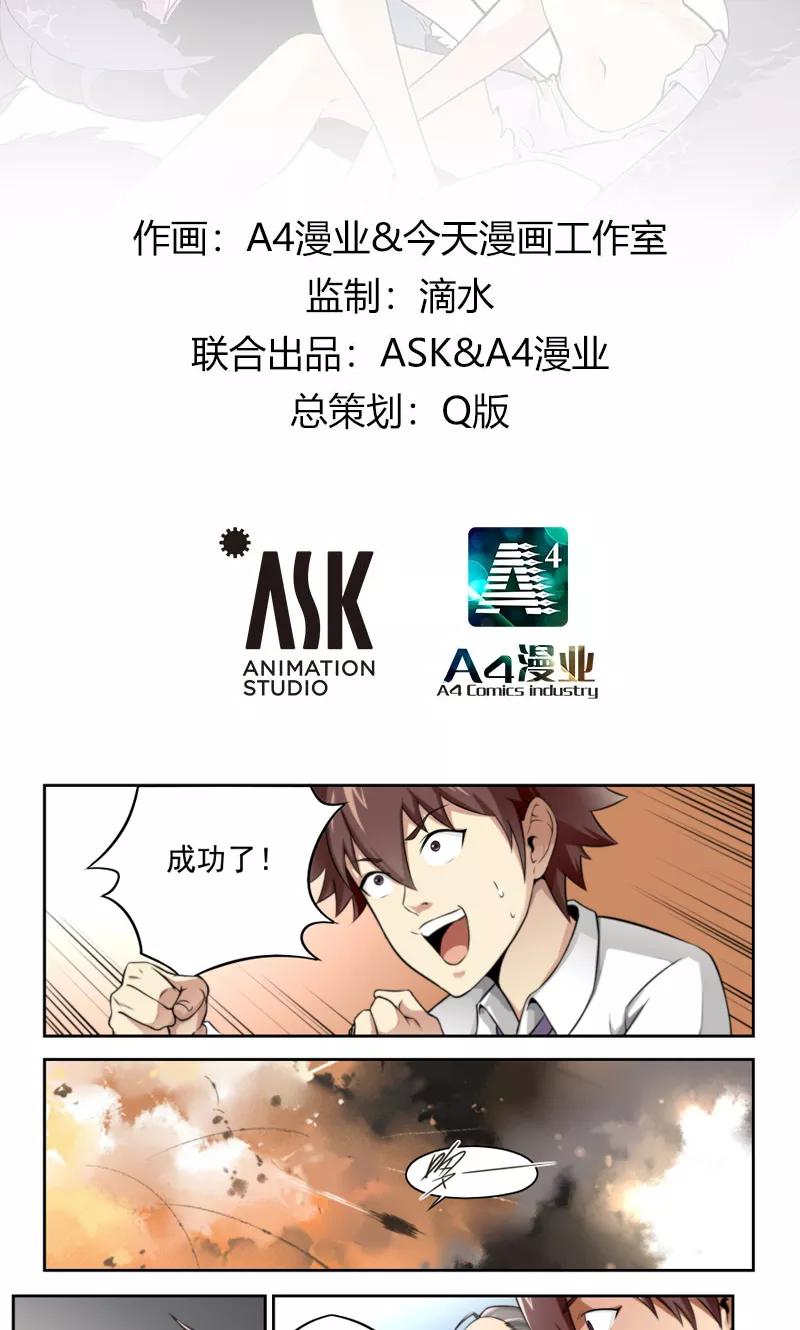 作画：A4漫业&今天漫画工作室
监制：滴水
联合出品：ASK&A4漫业
总策划：Q版
ASK
ANIMATION
STUDIO
A4
A4漫业
A4 Comics industry
成功了！